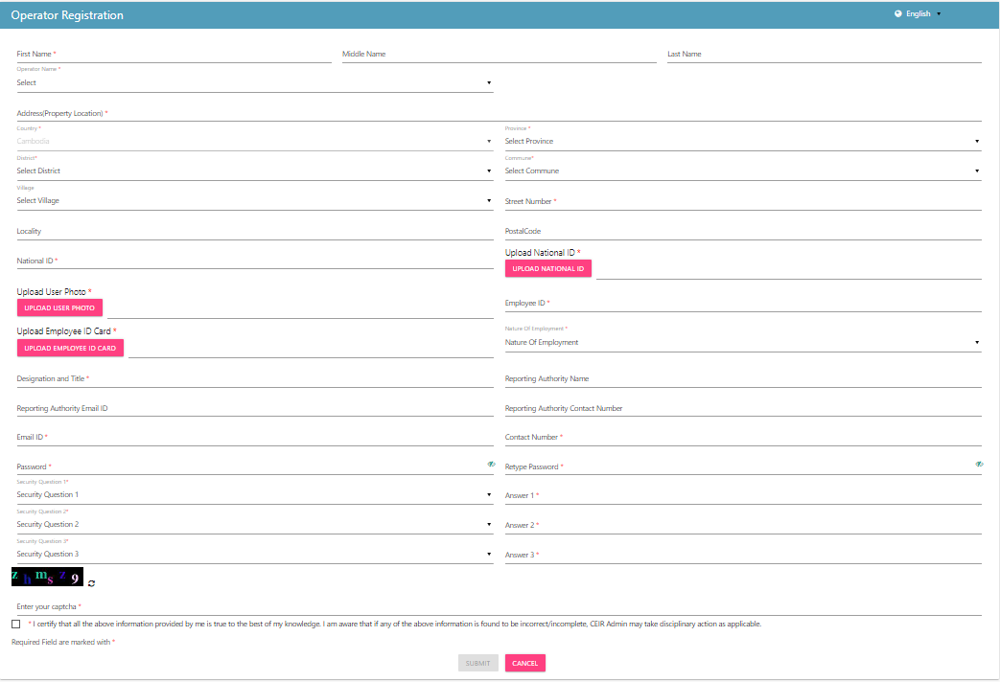 Operator Registration
English
First Name *
Middle Name
Last Name
Operator Name *
Select
Address(Property Location) *
Country *
Cambodia
Province *
Select Province
District*
Select District
Commune*
Select Commune
Village
Select Village
Street Number *
Locality
PostalCode
National ID *
Upload National ID *
UPLOAD NATIONAL ID
Upload User Photo *
UPLOAD USER PHOTO
Employee ID *
Upload Employee ID Card *
UPLOAD EMPLOYEE ID CARD
Nature Of Employment *
Nature Of Employment
Designation and Title *
Reporting Authority Name
Reporting Authority Email ID
Reporting Authority Contact Number
Email ID *
Contact Number *
Password *
Retype Password *
Security Question 1*
Security Question 1
Answer 1 *
Security Question 2*
Security Question 2
Answer 2 *
Security Question 3*
Security Question 3
Answer 3 *
z h m s z 9
Enter your captcha *
* I certify that all the above information provided by me is true to the best of my knowledge. I am aware that if any of the above information is found to be incorrect/incomplete, CEIR Admin may take disciplinary action as applicable.
Required Field are marked with *
SUBMIT
CANCEL